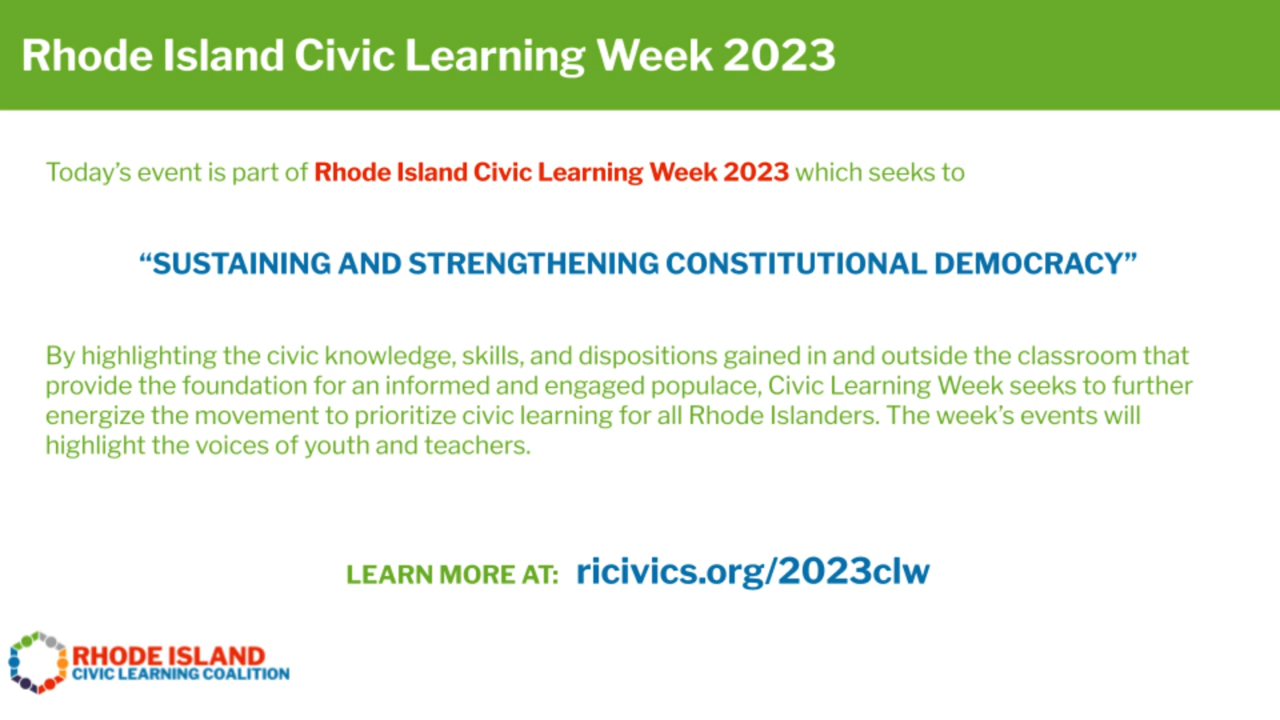 Rhode Island Civic Learning Week 2023
Today’s event is part of Rhode Island Civic Learning Week 2023 which seeks to
“SUSTAINING AND STRENGTHENING CONSTITUTIONAL DEMOCRACY”
By highlighting the civic knowledge, skills, and dispositions gained in and outside the classroom that
provide the foundation for an informed and engaged populace, Civic Learning Week seeks to further
energize the movement to prioritize civic learning for all Rhode Islanders. The week’s events will
highlight the voices of youth and teachers.
LEARN MORE AT: ricivics.org/2023clw
RHODE ISLAND
CIVIC LEARNING COALITION